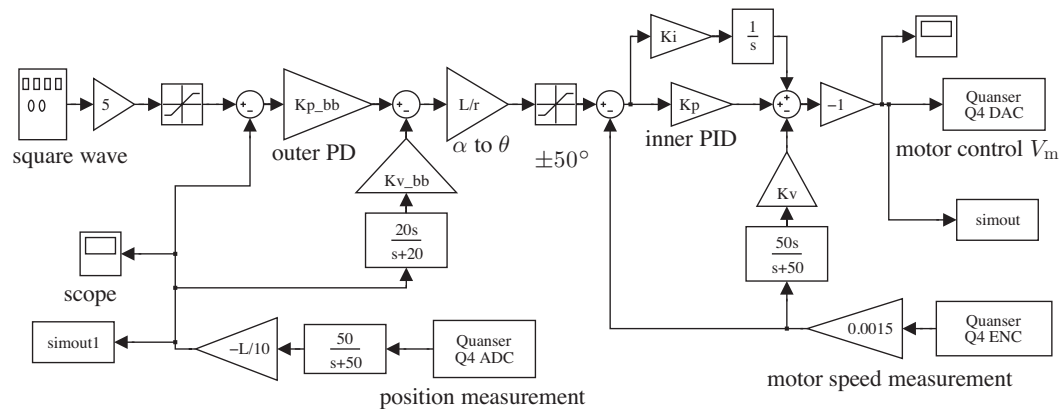 Ki
1
s
5
Kp_bb
L/r
Kp
−1
Quanser
Q4 DAC
square wave
outer PD
α to θ
±50°
inner PID
motor control Vm
Kv_bb
Kv
simout
20s
s+20
50s
s+50
scope
simout1
−L/10
50
s+50
Quanser
Q4 ADC
0.0015
Quanser
Q4 ENC
position measurement
motor speed measurement